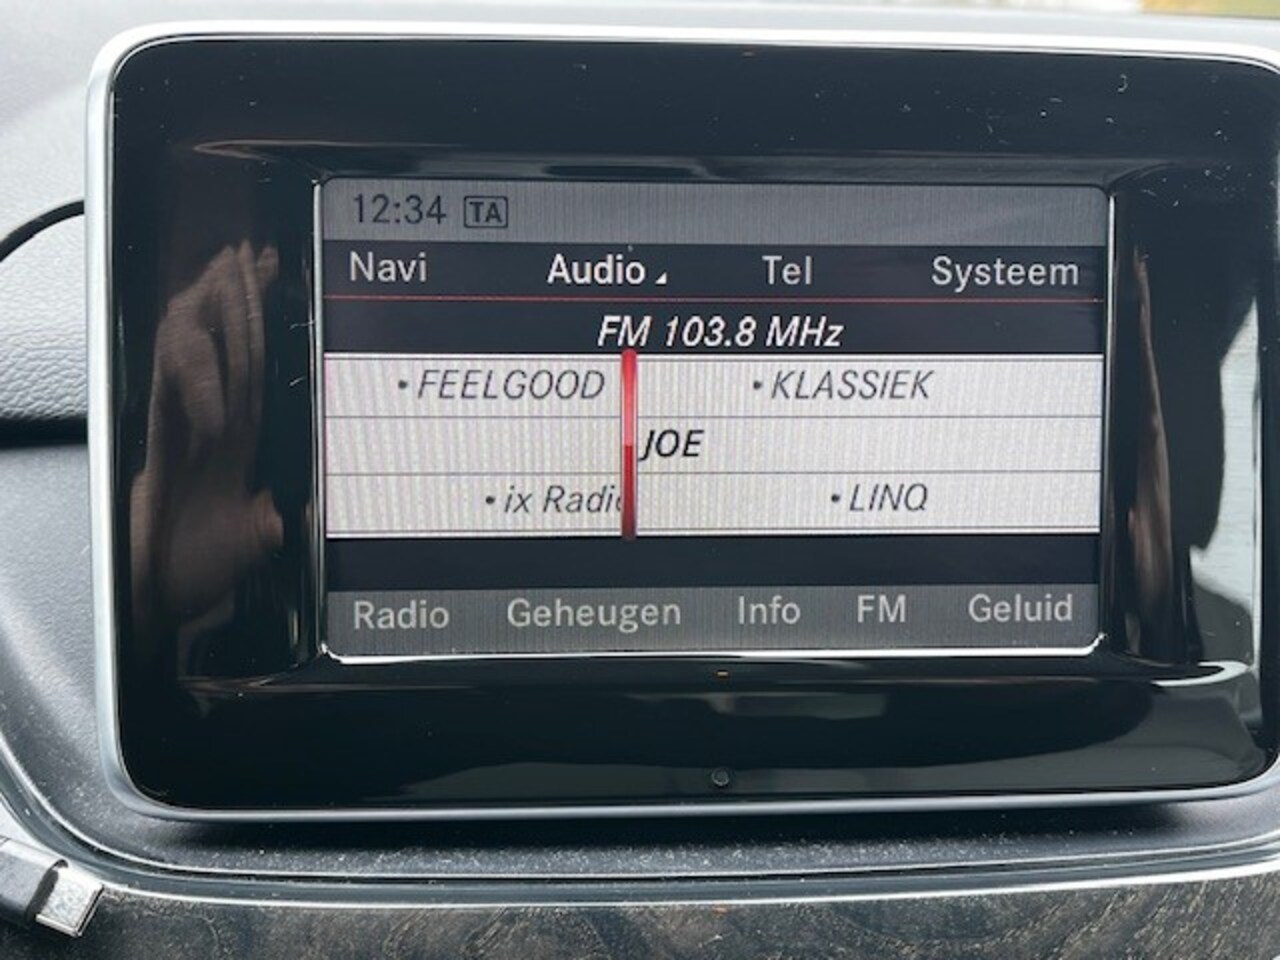 12:34 TA
Navi Audio Tel Systeem
FM 103.8 MHz
•FEELGOOD •KLASSIEK
JOE
•ix Radio •LINQ
Radio Geheugen Info FM Geluid